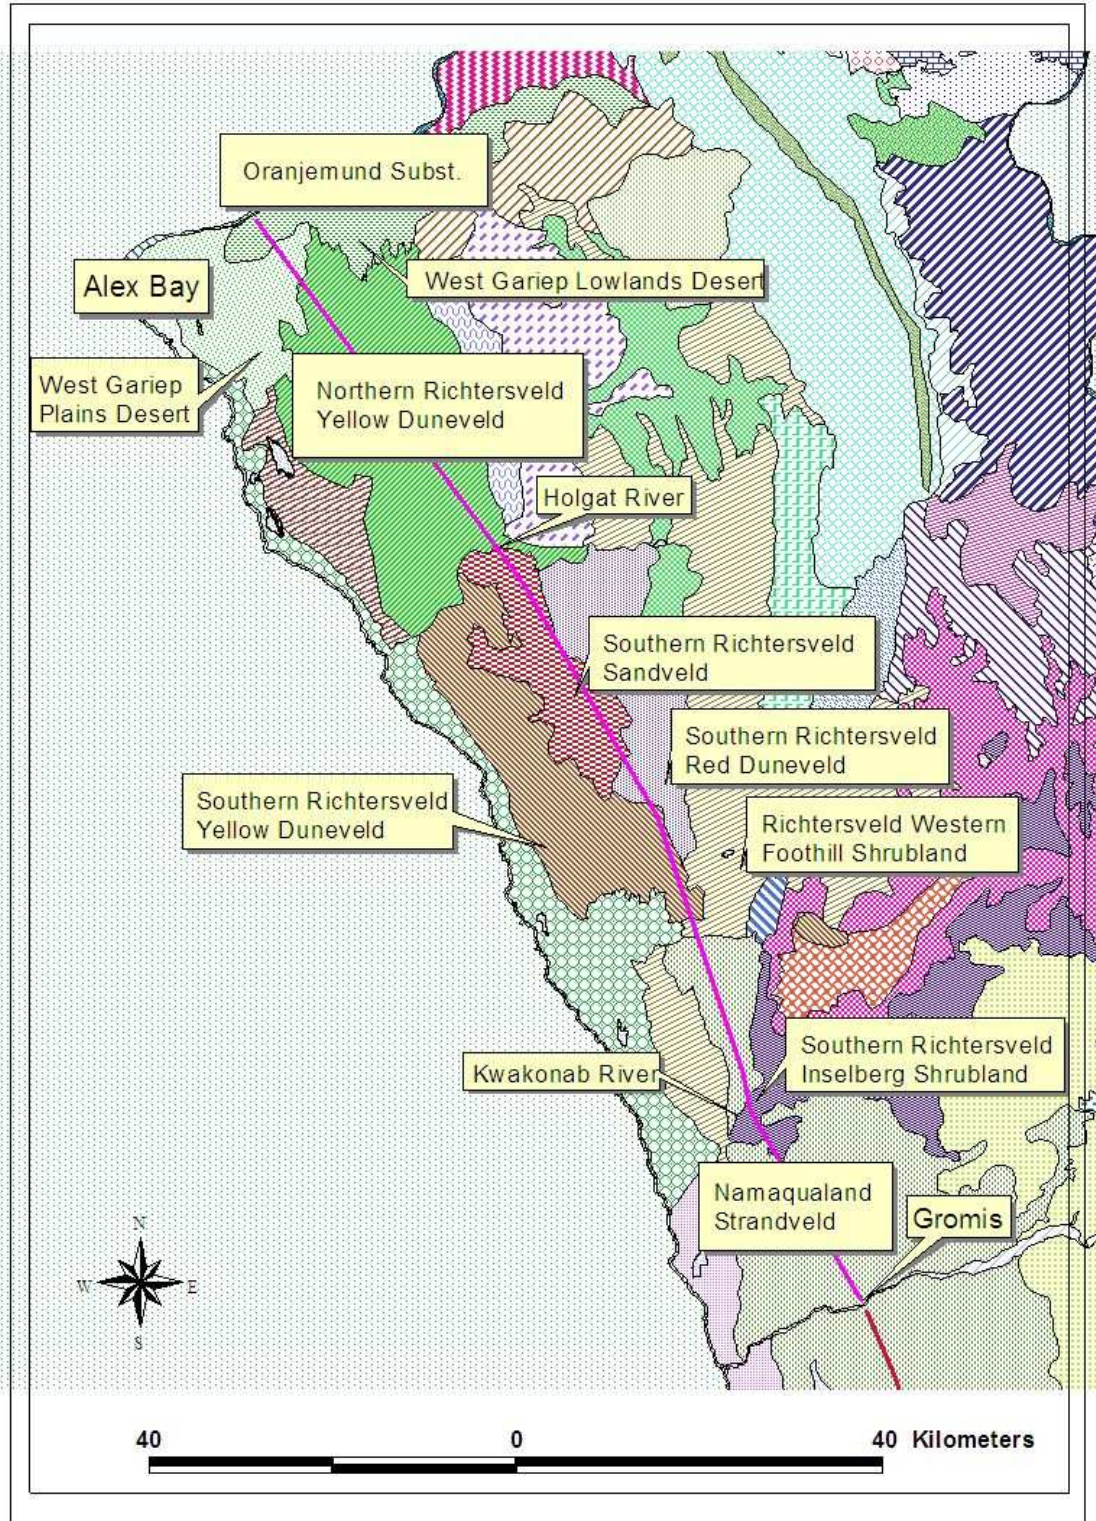 Oranjemund Subst.
West Gariep Lowlands Desert
Alex Bay
West Gariep
Plains Desert
Northern Richtersveld
Yellow Duneveld
Holgat River
Southern Richtersveld
Sandveld
Southern Richtersveld
Red Duneveld
Southern Richtersveld
Yellow Duneveld
Richtersveld Western
Foothill Shrubland
Southern Richtersveld
Inselberg Shrubland
Kwakonab River
Namaqualand
Strandveld
Gromis
N
W E
S
40 0 40 Kilometers